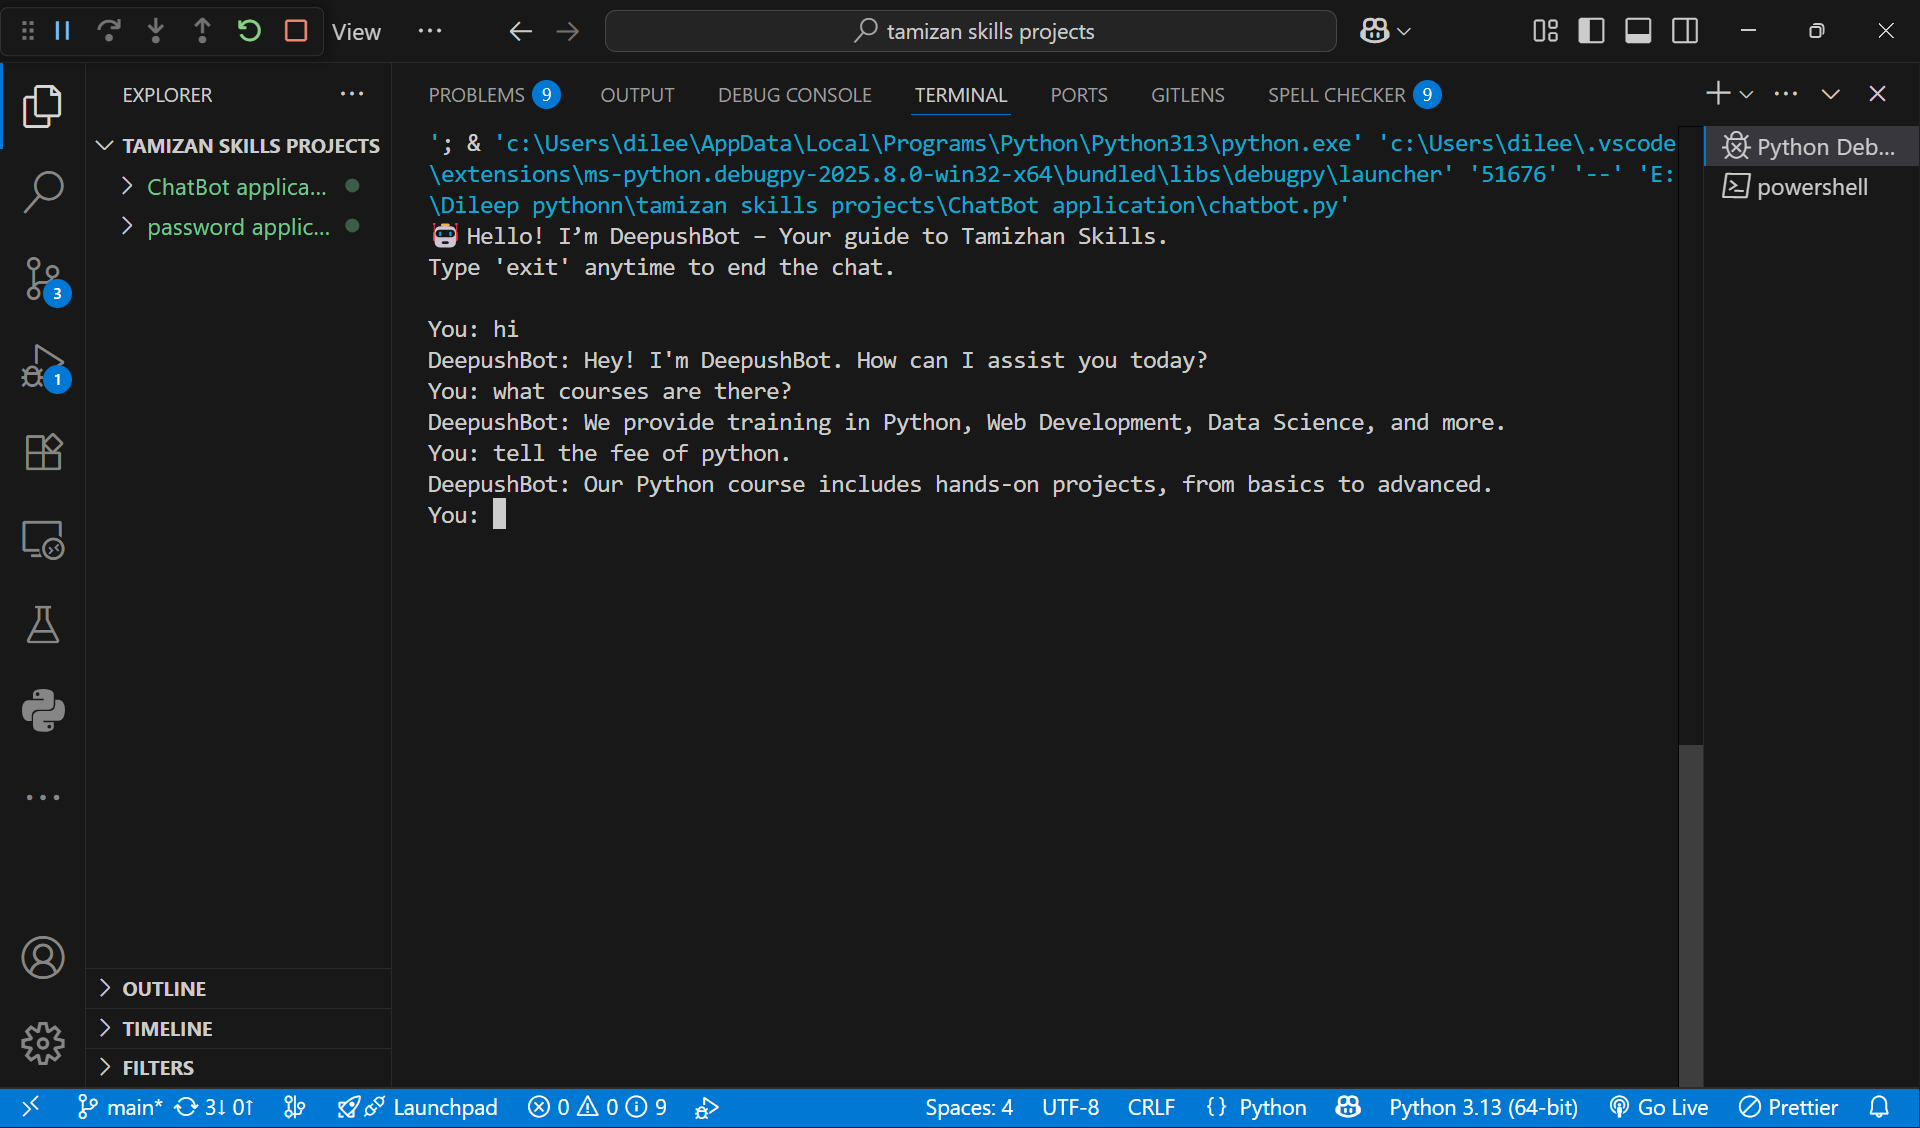 View
tamizan skills projects
EXPLORER
TAMIZAN SKILLS PROJECTS
ChatBot applica...
password applic...
3
1
OUTLINE
TIMELINE
FILTERS
PROBLEMS 9 OUTPUT DEBUG CONSOLE TERMINAL PORTS GITLENS SPELL CHECKER 9
'; & 'c:\Users\dilee\AppData\Local\Programs\Python\Python313\python.exe' 'c:\Users\dilee\.vscode
\extensions\ms-python.debugpy-2025.8.0-win32-x64\bundled\libs\debugpy\launcher' '51676' '--' 'E:
\Dileep pythonn\tamizan skills projects\ChatBot application\chatbot.py'
🤖 Hello! I’m DeepushBot – Your guide to Tamizhan Skills.
Type 'exit' anytime to end the chat.
You: hi
DeepushBot: Hey! I'm DeepushBot. How can I assist you today?
You: what courses are there?
DeepushBot: We provide training in Python, Web Development, Data Science, and more.
You: tell the fee of python.
DeepushBot: Our Python course includes hands-on projects, from basics to advanced.
You:
Python Deb...
powershell
main* 3↓ 0↑ Launchpad 0 0 9 Spaces: 4 UTF-8 CRLF {} Python Python 3.13 (64-bit) Go Live Prettier